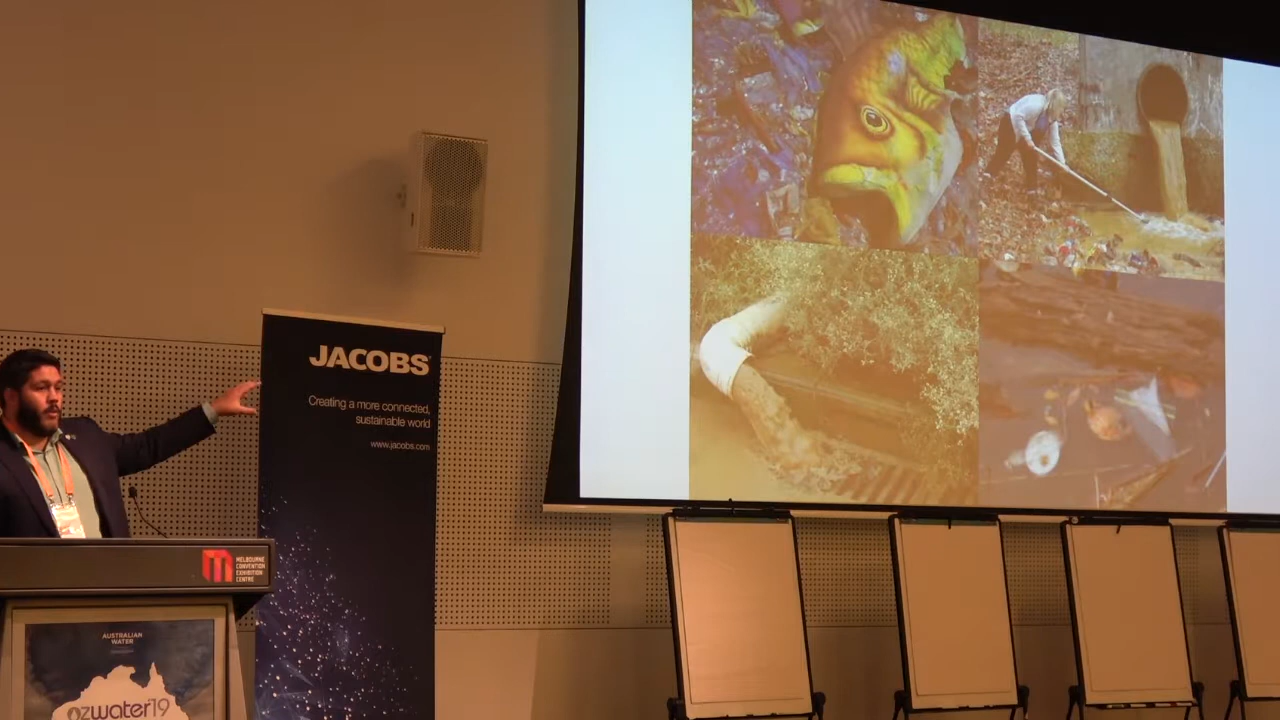 JACOBS
Creating a more connected,
sustainable world
www.jacobs.com
MELBOURNE
CONVENTION
EXHIBITION
CENTRE
AUSTRALIAN
WATER
ozwater19